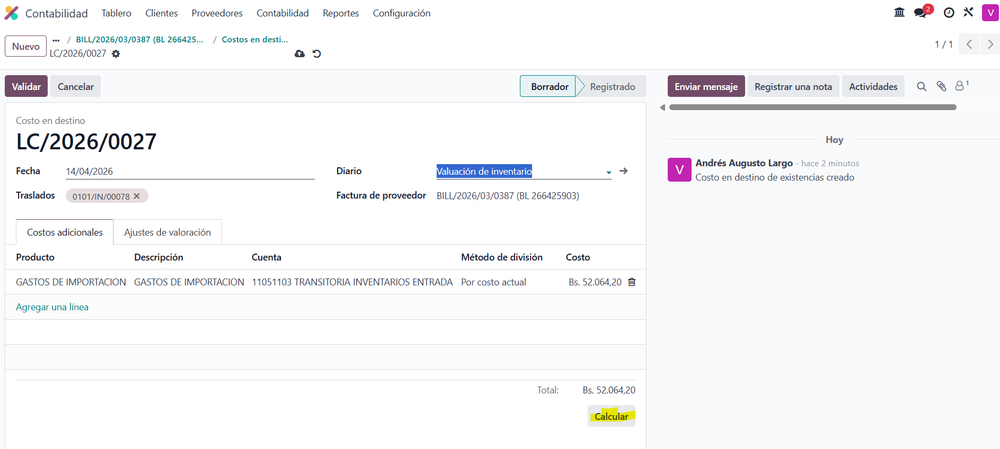 Contabilidad Tablero Clientes Proveedores Contabilidad Reportes Configuración 2 V
Nuevo ... / BILL/2026/03/0387 (BL 266425... / Costos en desti...
LC/2026/0027
1 / 1
Validar Cancelar Borrador Registrado Enviar mensaje Registrar una nota Actividades 1
Costo en destino
LC/2026/0027
Fecha 14/04/2026 Diario Valuación de inventario
Traslados 0101/IN/00078 Factura de proveedor BILL/2026/03/0387 (BL 266425903)
Costos adicionales Ajustes de valoración
Producto Descripción Cuenta Método de división Costo
GASTOS DE IMPORTACION GASTOS DE IMPORTACION 11051103 TRANSITORIA INVENTARIOS ENTRADA Por costo actual Bs. 52.064,20
Agregar una línea
Total: Bs. 52.064,20
Calcular
Hoy
V Andrés Augusto Largo - hace 2 minutos
Costo en destino de existencias creado